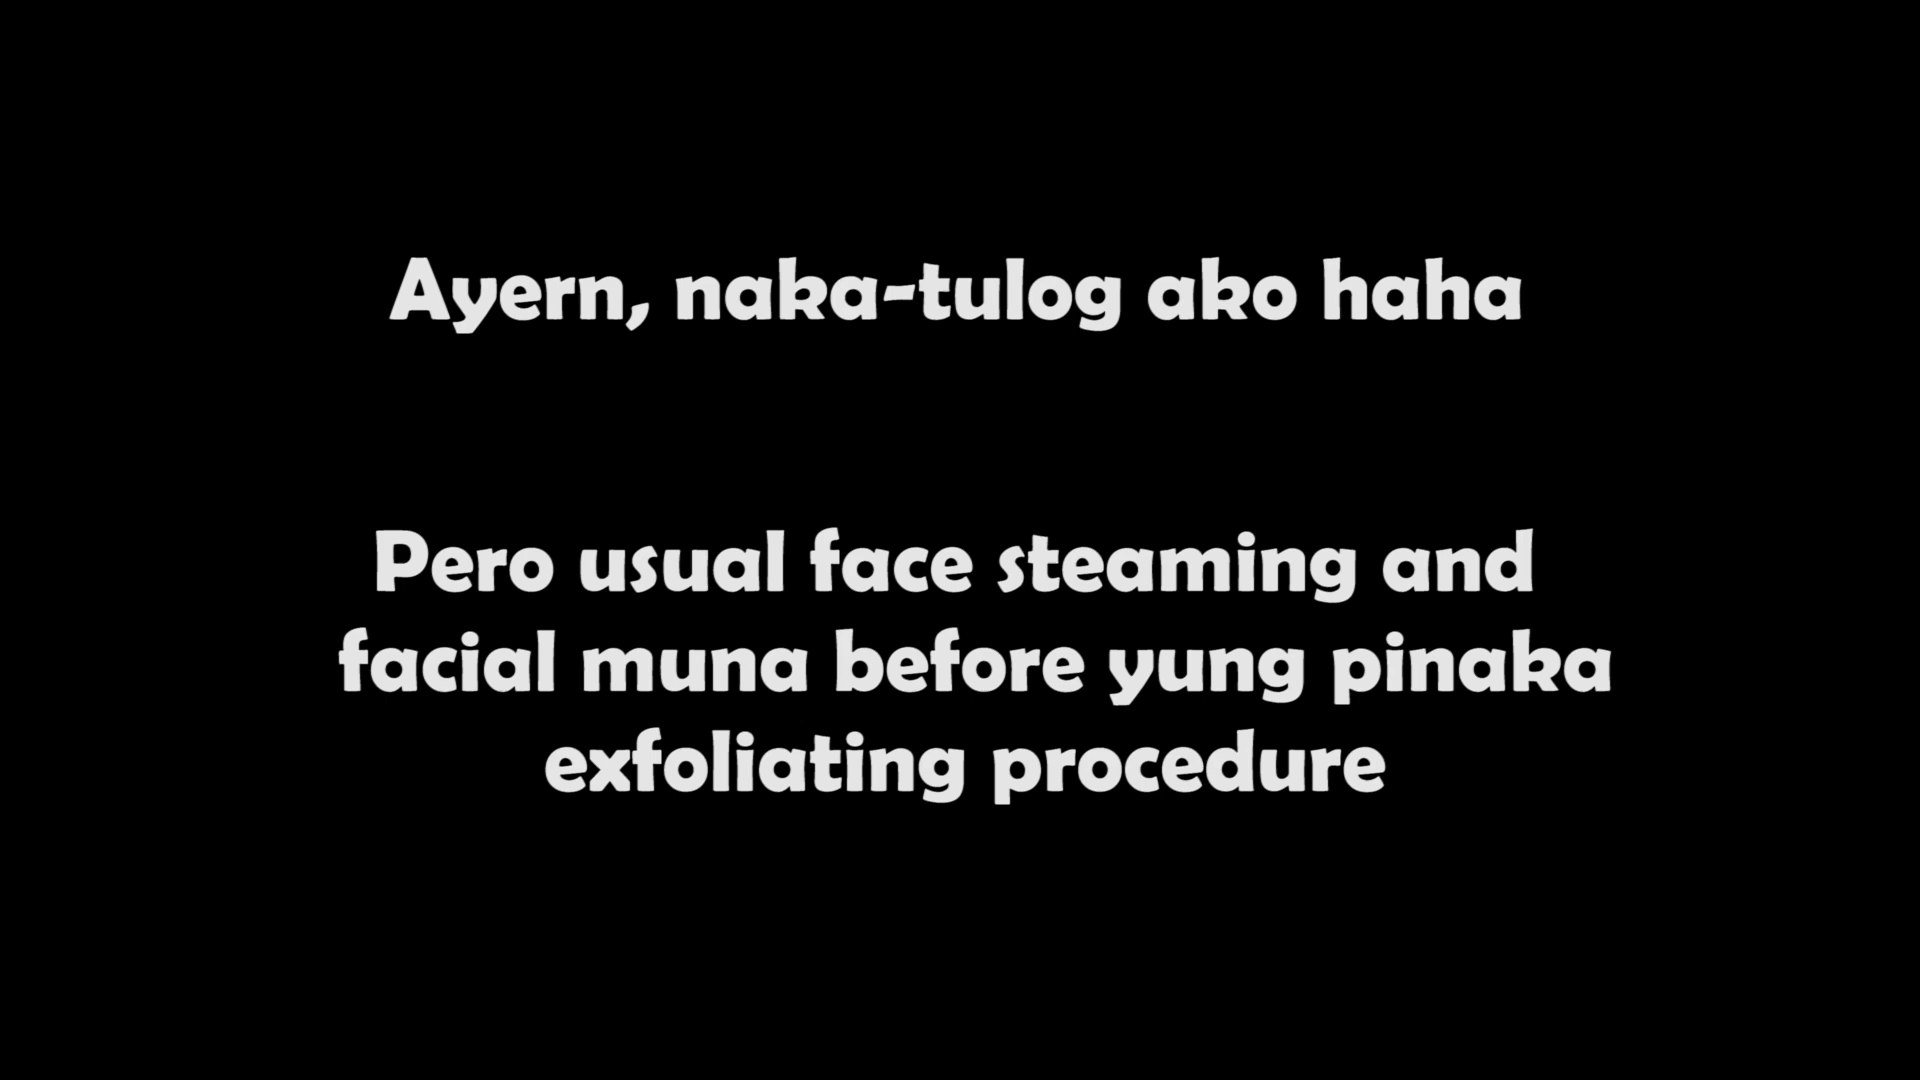 Ayern, naka-tulog ako haha
Pero usual face steaming and
facial muna before yung pinaka
exfoliating procedure